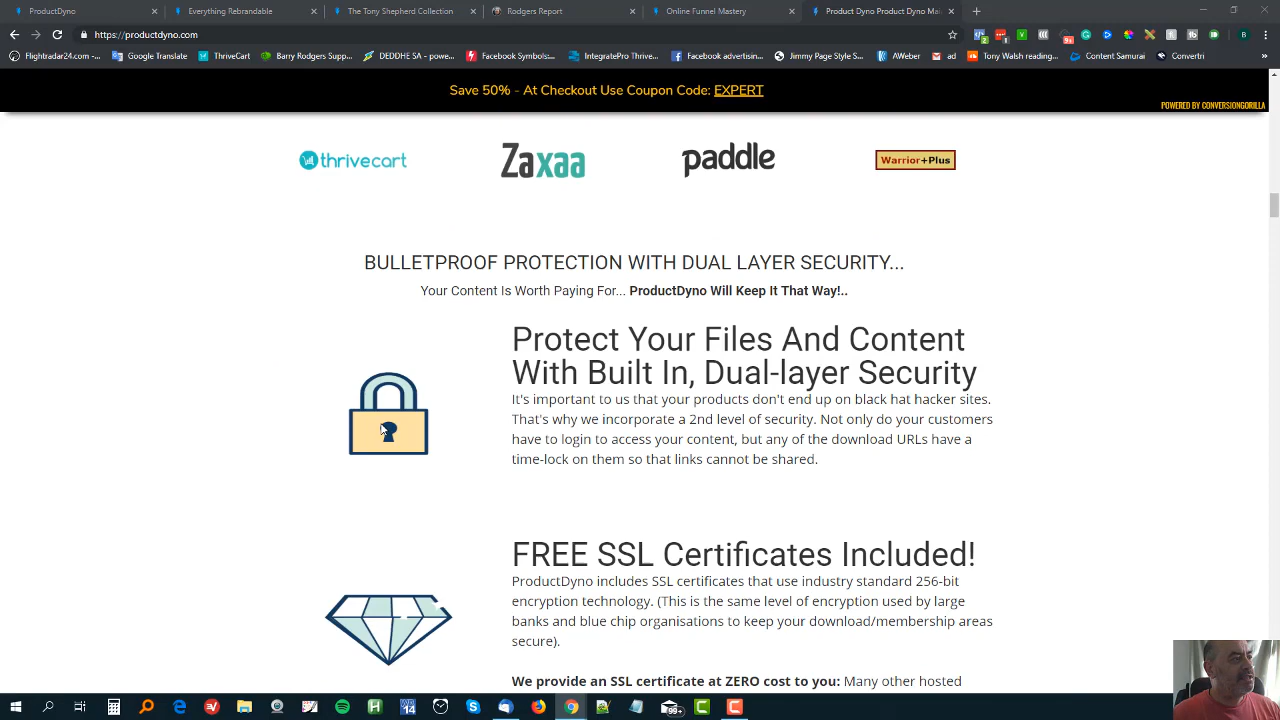 ProductDyno
Everything Rebrandable
The Tony Shepherd Collection
Rodgers Report
Online Funnel Mastery
Product Dyno Product Dyno Ma
https://productdyno.com
Flightradar24.com -...
Google Translate
ThriveCart
Barry Rodgers Supp...
DEDDHE SA - powe...
Facebook Symbols:...
IntegratePro Thrive...
Facebook advertisin...
Jimmy Page Style S...
AWeber
ad
Tony Walsh reading...
Content Samurai
Convertri
Save 50% - At Checkout Use Coupon Code: EXPERT
POWERED BY CONVERSIONGORILLA
thrivecart
Zaxaa
paddle
Warrior+Plus
BULLETPROOF PROTECTION WITH DUAL LAYER SECURITY...
Your Content Is Worth Paying For... ProductDyno Will Keep It That Way!..
Protect Your Files And Content
With Built In, Dual-layer Security
It's important to us that your products don't end up on black hat hacker sites.
That's why we incorporate a 2nd level of security. Not only do your customers
have to login to access your content, but any of the download URLs have a
time-lock on them so that links cannot be shared.
FREE SSL Certificates Included!
ProductDyno includes SSL certificates that use industry standard 256-bit
encryption technology. (This is the same level of encryption used by large
banks and blue chip organisations to keep your download/membership areas
secure).
We provide an SSL certificate at ZERO cost to you: Many other hosted